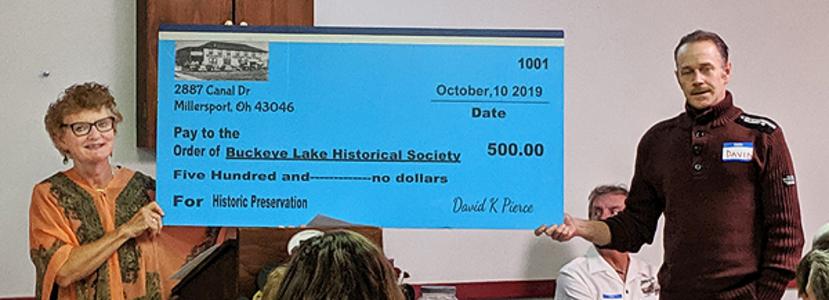 1001
2887 Canal Dr
Millersport, Oh 43046
October,10 2019
Date
Pay to the
Order of Buckeye Lake Historical Society 500.00
Five Hundred and------------no dollars
For Historic Preservation
David K Pierce